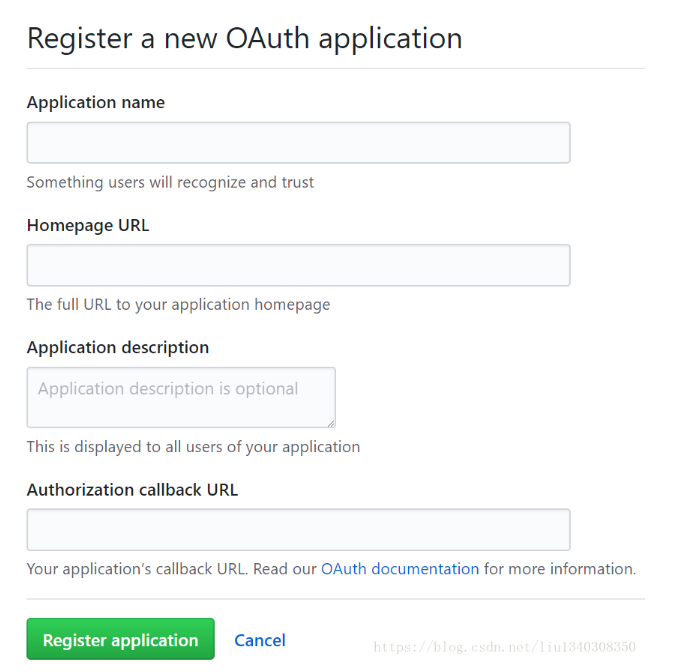 Register a new OAuth application
Application name
Something users will recognize and trust
Homepage URL
The full URL to your application homepage
Application description
Application description is optional
This is displayed to all users of your application
Authorization callback URL
Your application’s callback URL. Read our OAuth documentation for more information.
Register application Cancel
https://blog.csdn.net/liu1340308350